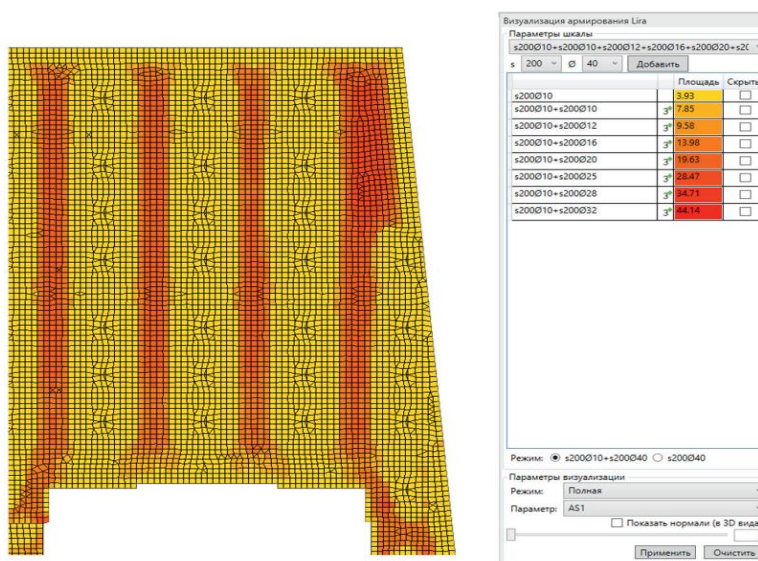 Визуализация армирования Lira
Параметры шкалы
s200Ø10+s200Ø10+s200Ø12+s200Ø16+s200Ø20+s2
s 200 Ø 40 Добавить
Площадь Скрыть
s200Ø10 3.93
s200Ø10+s200Ø10 3* 7.85
s200Ø10+s200Ø12 3* 9.58
s200Ø10+s200Ø16 3* 13.98
s200Ø10+s200Ø20 3* 19.63
s200Ø10+s200Ø25 3* 28.47
s200Ø10+s200Ø28 3* 34.71
s200Ø10+s200Ø32 3* 44.14
Режим: s200Ø10+s200Ø40 s200Ø40
Параметры визуализации
Режим: Полная
Параметр: AS1
Показать нормали (в 3D вида
Применить Очистить